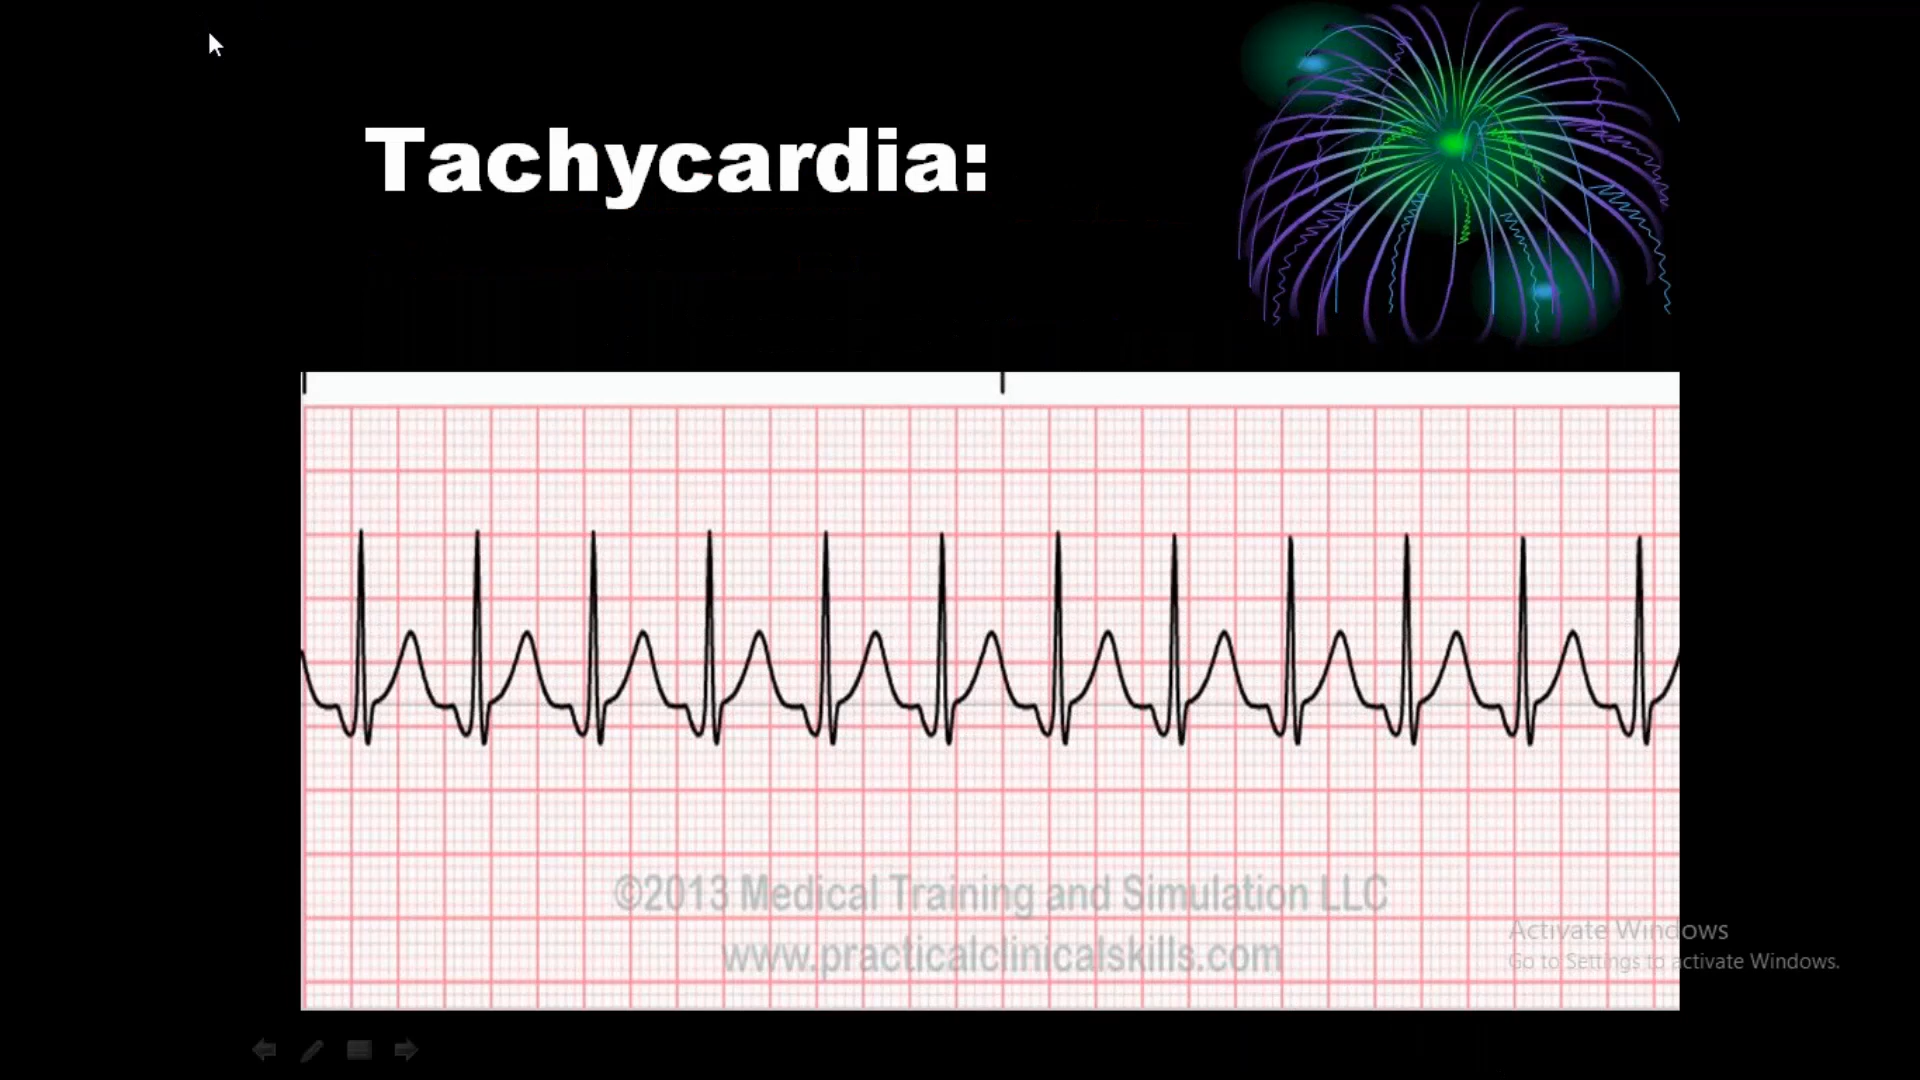 Tachycardia:
©2013 Medical Training and Simulation LLC
www.practicalclinicalskills.com
Activate Windows
Go to Settings to activate Windows.